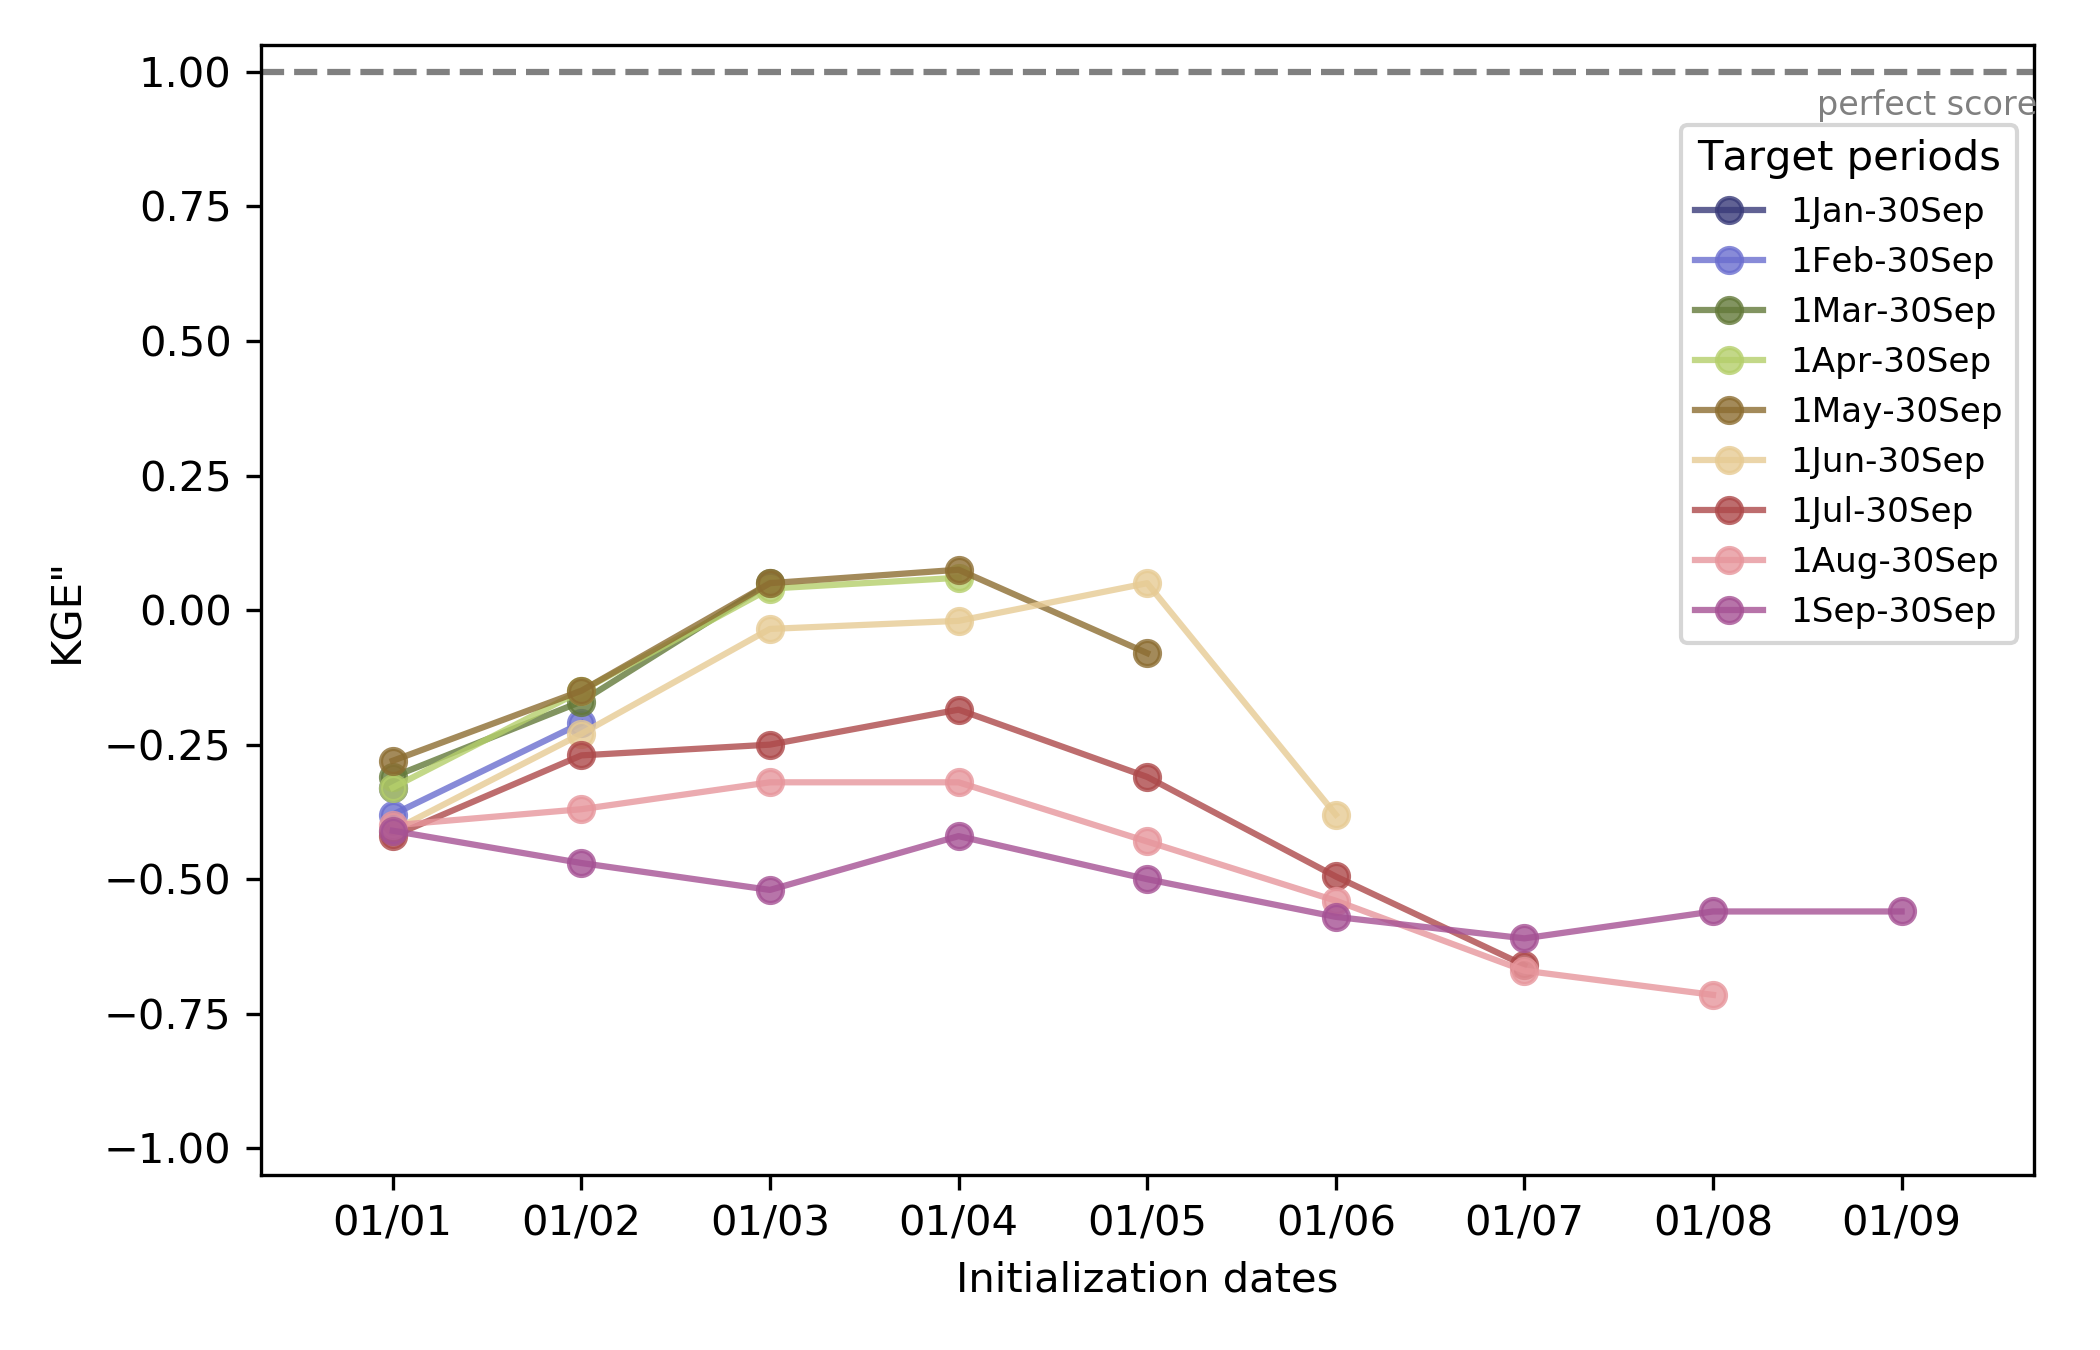 1.00
0.75
0.50
0.25
0.00
−0.25
−0.50
−0.75
−1.00
KGE"
perfect score
Target periods
1Jan-30Sep
1Feb-30Sep
1Mar-30Sep
1Apr-30Sep
1May-30Sep
1Jun-30Sep
1Jul-30Sep
1Aug-30Sep
1Sep-30Sep
01/01 01/02 01/03 01/04 01/05 01/06 01/07 01/08 01/09
Initialization dates